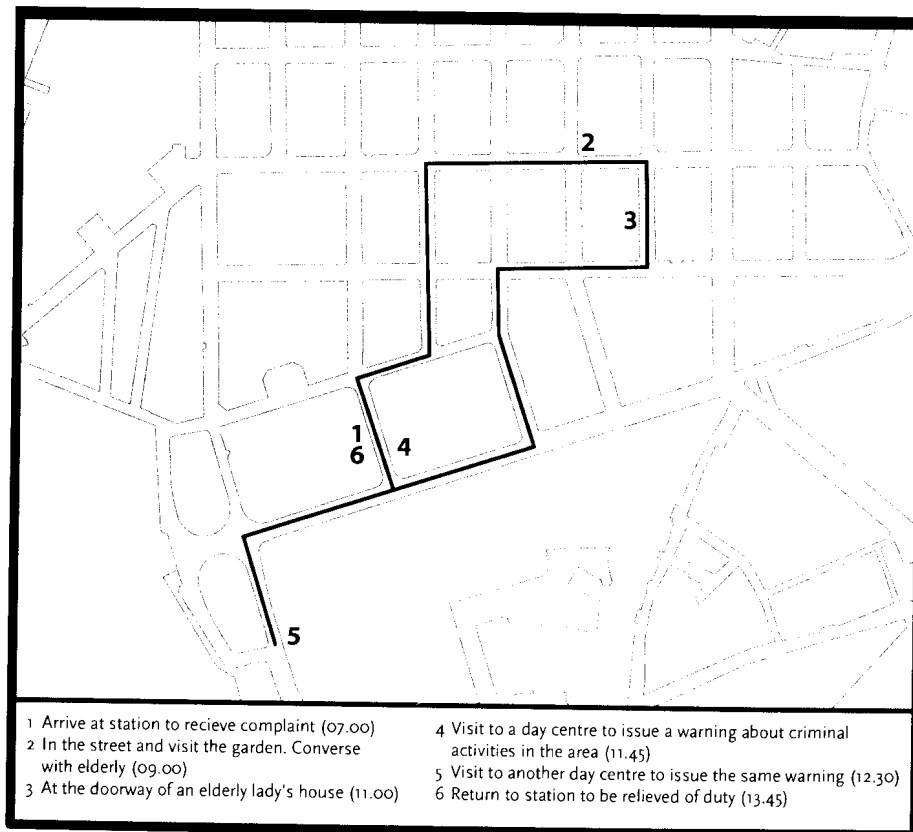 2
3
1
4
6
5
1 Arrive at station to recieve complaint (07.00)
2 In the street and visit the garden. Converse
with elderly (09.00)
3 At the doorway of an elderly lady's house (11.00)
4 Visit to a day centre to issue a warning about criminal
activities in the area (11.45)
5 Visit to another day centre to issue the same warning (12.30)
6 Return to station to be relieved of duty (13.45)